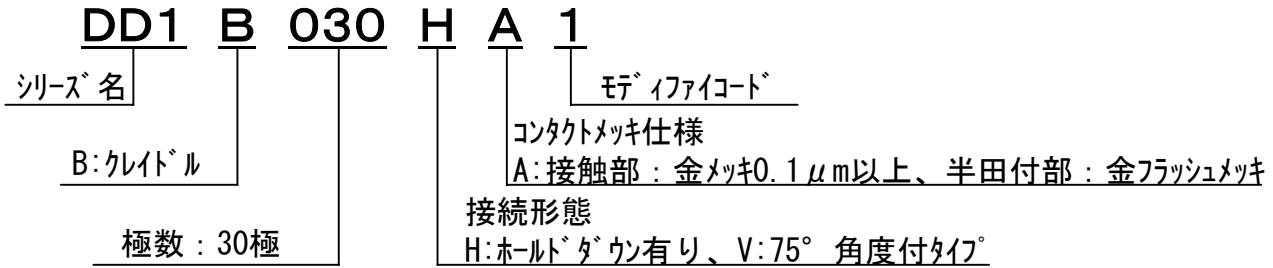 DD1 B 030 H A 1
ｼﾘｰｽﾞ名
ﾓﾃﾞｨﾌｧｲｺｰﾄﾞ
ｺﾝﾀｸﾄﾒｯｷ仕様
B:ｸﾚｲﾄﾞﾙ
A:接触部：金ﾒｯｷ0.1μm以上、半田付部：金ﾌﾗｯｼｭﾒｯｷ
接続形態
極数：30極
H:ﾎｰﾙﾄﾞﾀﾞｳﾝ有り、V:75°角度付ﾀｲﾌﾟ